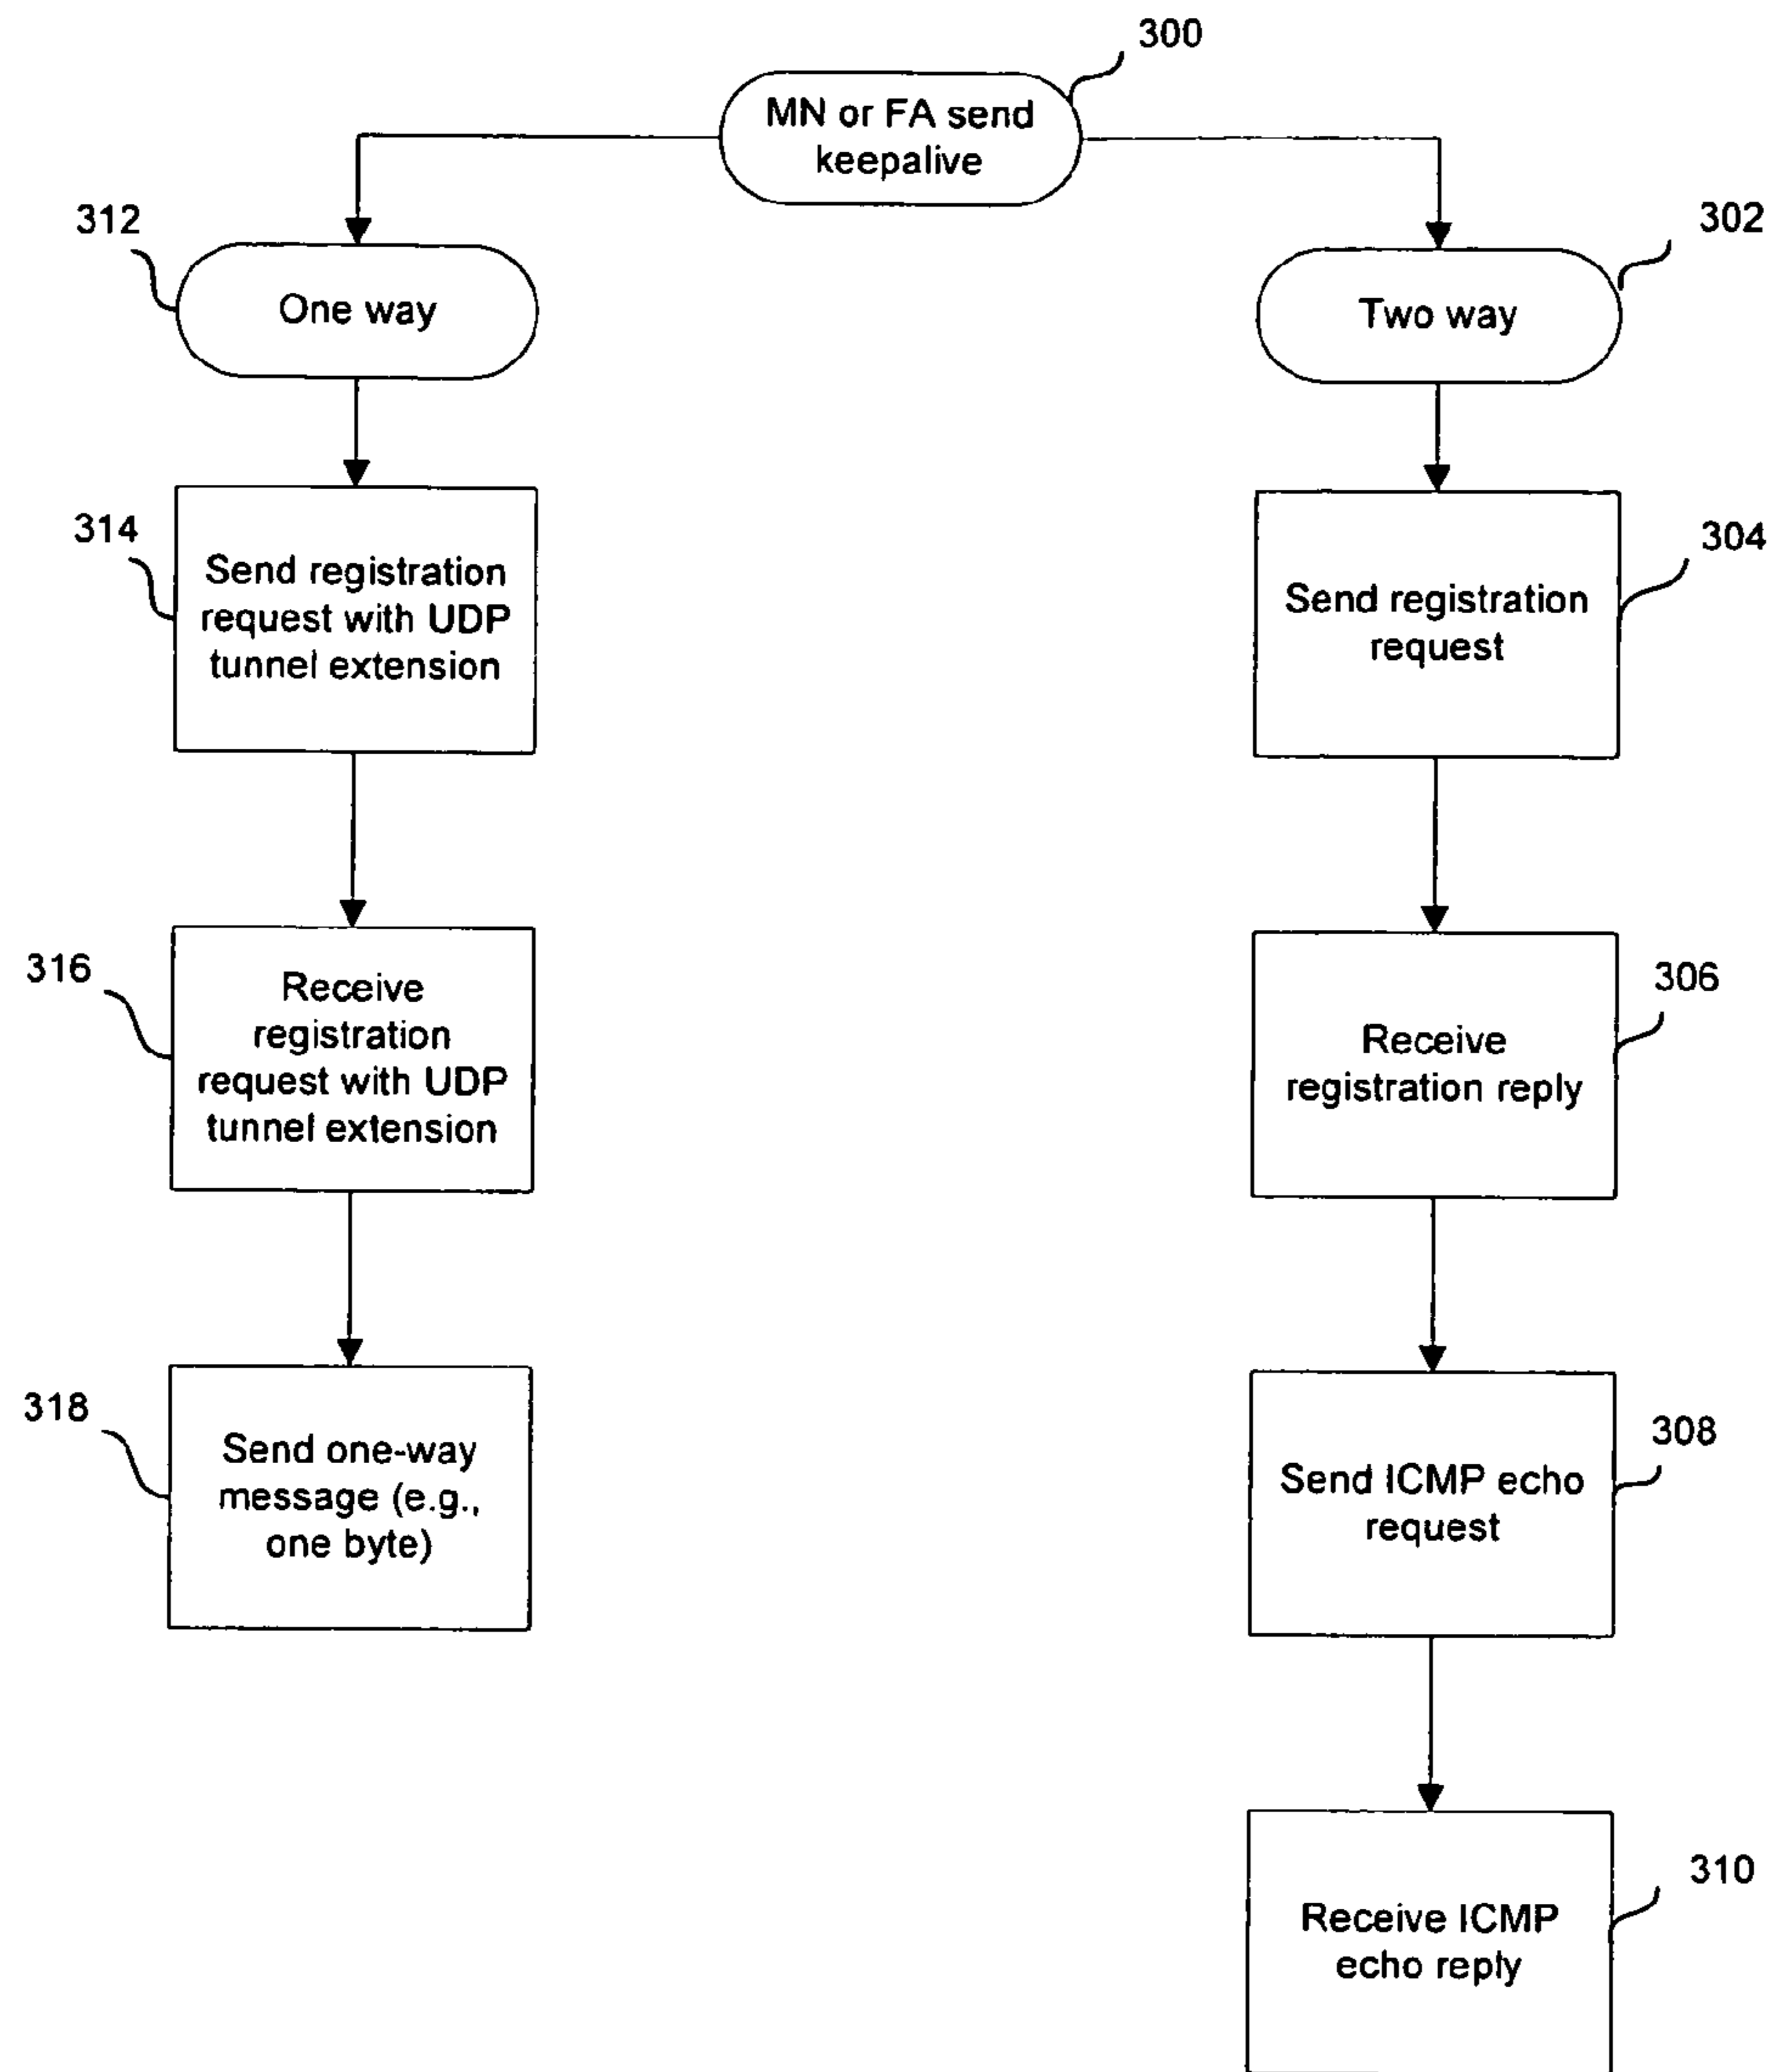 300
MN or FA send
keepalive
312
One way
302
Two way
314
Send registration
request with UDP
tunnel extension
304
Send registration
request
316
Receive
registration
request with UDP
tunnel extension
306
Receive
registration reply
318
Send one-way
message (e.g.,
one byte)
308
Send ICMP echo
request
310
Receive ICMP
echo reply